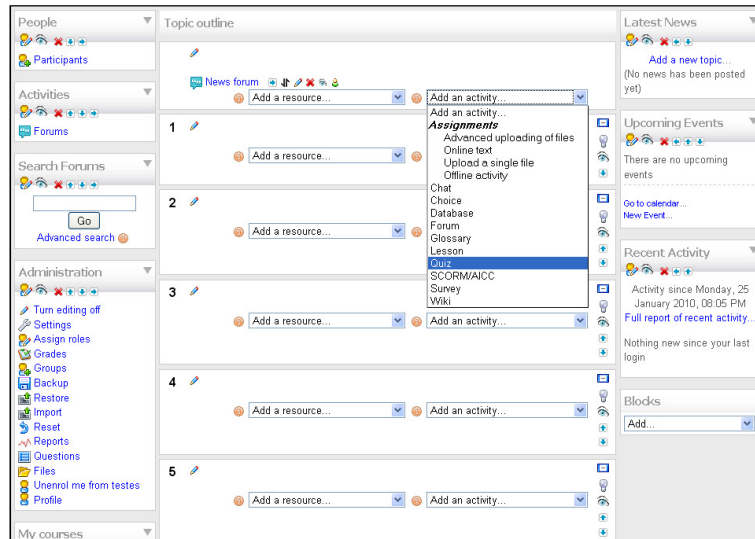 People
Participants
Activities
Forums
Search Forums
Go
Advanced search
Administration
Turn editing off
Settings
Assign roles
Grades
Groups
Backup
Restore
Import
Reset
Reports
Questions
Files
Unenrol me from testes
Profile
My courses
Topic outline
News forum
Add a resource... Add an activity...
Add an activity...
Assignments
Advanced uploading of files
Online text
Upload a single file
Offline activity
Chat
Choice
Database
Forum
Glossary
Lesson
Quiz
SCORM/AICC
Survey
Wiki
1
Add a resource...
2
Add a resource...
3
Add a resource... Add an activity...
4
Add a resource... Add an activity...
5
Add a resource... Add an activity...
Latest News
Add a new topic...
(No news has been posted
yet)
Upcoming Events
There are no upcoming
events
Go to calendar...
New Event...
Recent Activity
Activity since Monday, 25
January 2010, 08:05 PM
Full report of recent activity...
Nothing new since your last
login
Blocks
Add...